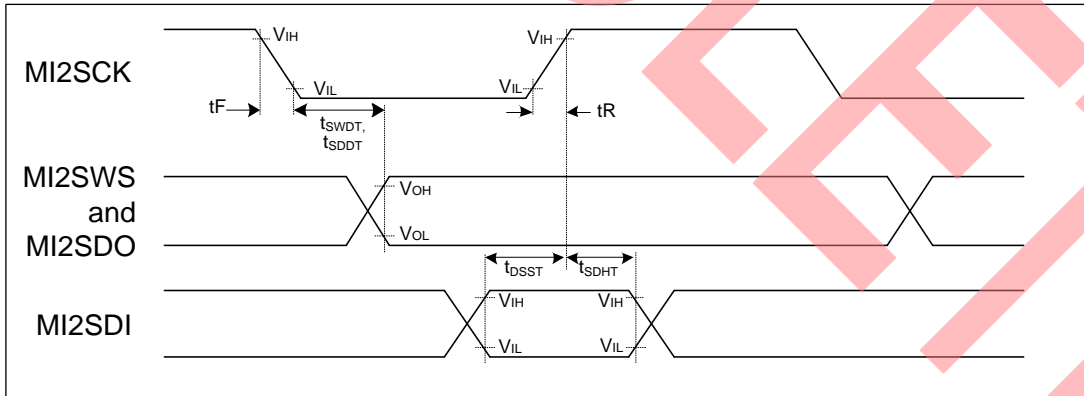 MI2SCK
VIH
VIL
tF
tSWDT,
tSDDT
VIH
VIL
tR
MI2SWS
and
MI2SDO
VOH
VOL
tDSST
tSDHT
MI2SDI
VIH
VIL
VIH
VIL